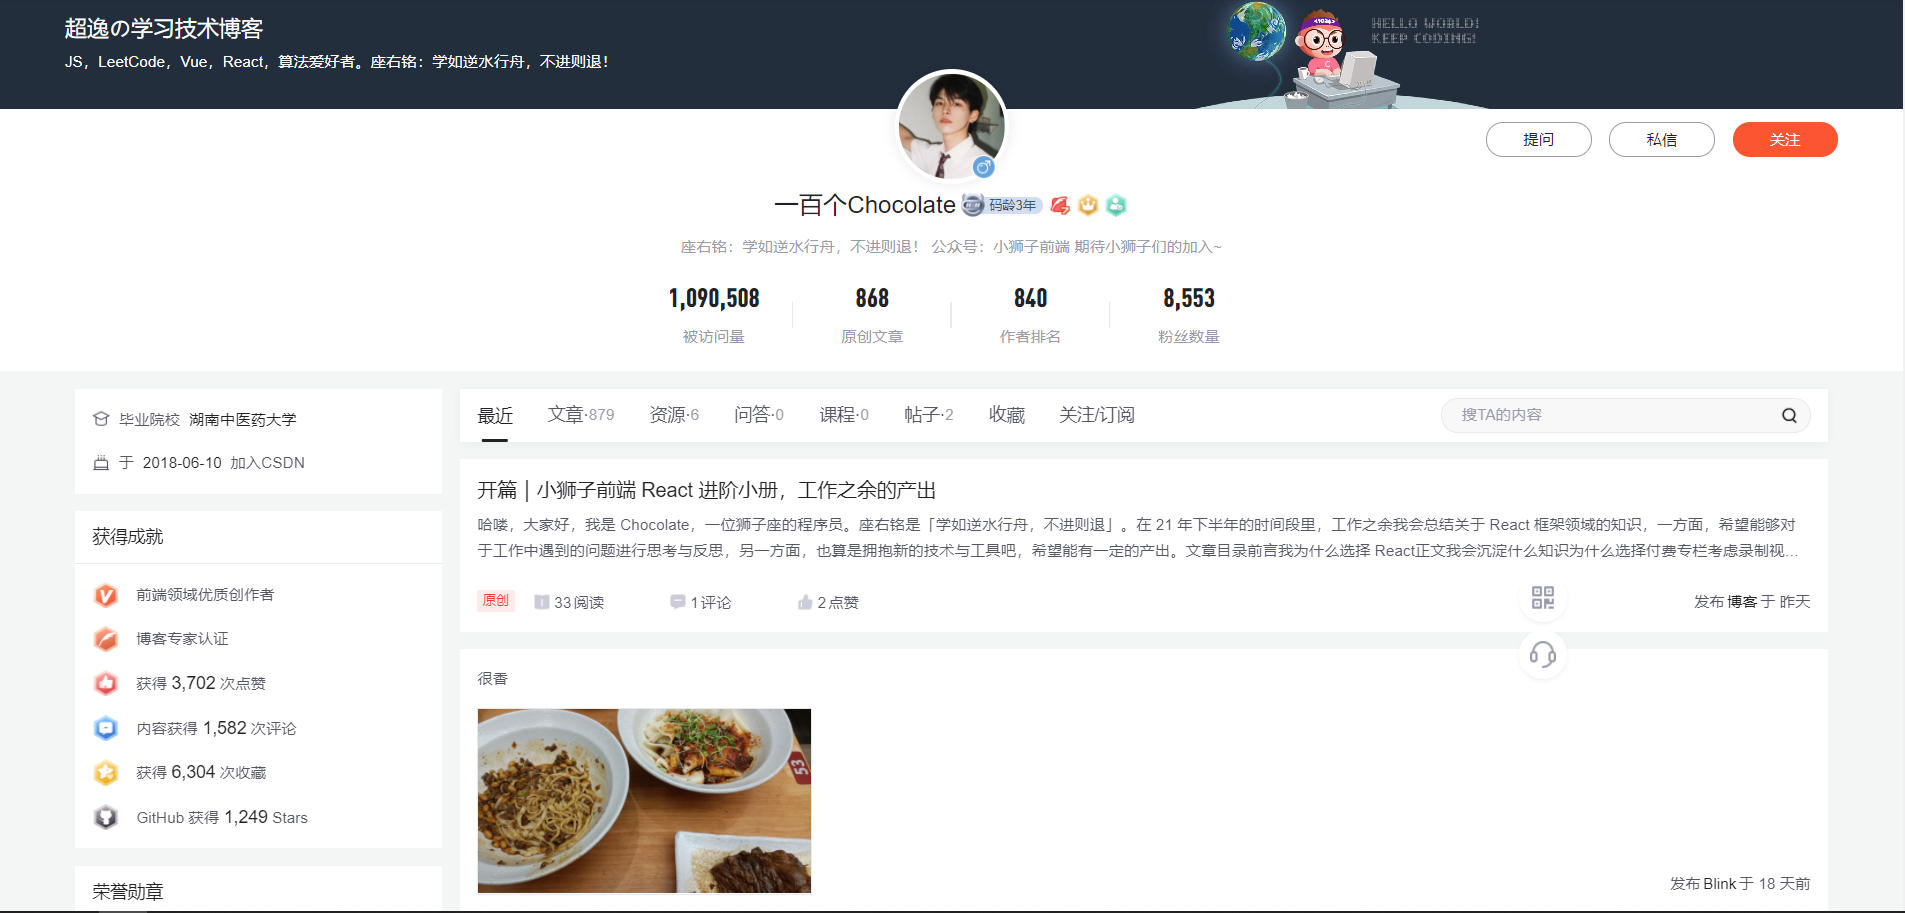 超逸の学习技术博客
JS，LeetCode，Vue，React，算法爱好者。座右铭：学如逆水行舟，不进则退！
<1024>
HELLO WORLD!
KEEP CODING!
提问
私信
关注
一百个Chocolate 码龄3年
座右铭：学如逆水行舟，不进则退！ 公众号：小狮子前端 期待小狮子们的加入~
1,090,508 868 840 8,553
被访问量 原创文章 作者排名 粉丝数量
毕业院校 湖南中医药大学
于 2018-06-10 加入CSDN
获得成就
前端领域优质创作者
博客专家认证
获得 3,702 次点赞
内容获得 1,582 次评论
获得 6,304 次收藏
GitHub 获得 1,249 Stars
荣誉勋章
最近 文章·879 资源·6 问答·0 课程·0 帖子·2 收藏 关注/订阅 搜TA的内容
开篇 | 小狮子前端 React 进阶小册，工作之余的产出
哈喽，大家好，我是 Chocolate，一位狮子座的程序员。座右铭是「学如逆水行舟，不进则退」。在 21 年下半年的时间段里，工作之余我会总结关于 React 框架领域的知识，一方面，希望能够对
于工作中遇到的问题进行思考与反思，另一方面，也算是拥抱新的技术与工具吧，希望能有一定的产出。文章目录前言我为什么选择 React正文我会沉淀什么知识为什么选择付费专栏考虑录制视...
原创 33 阅读 1 评论 2 点赞 发布 博客 于 昨天
很香
53
发布 Blink 于 18 天前